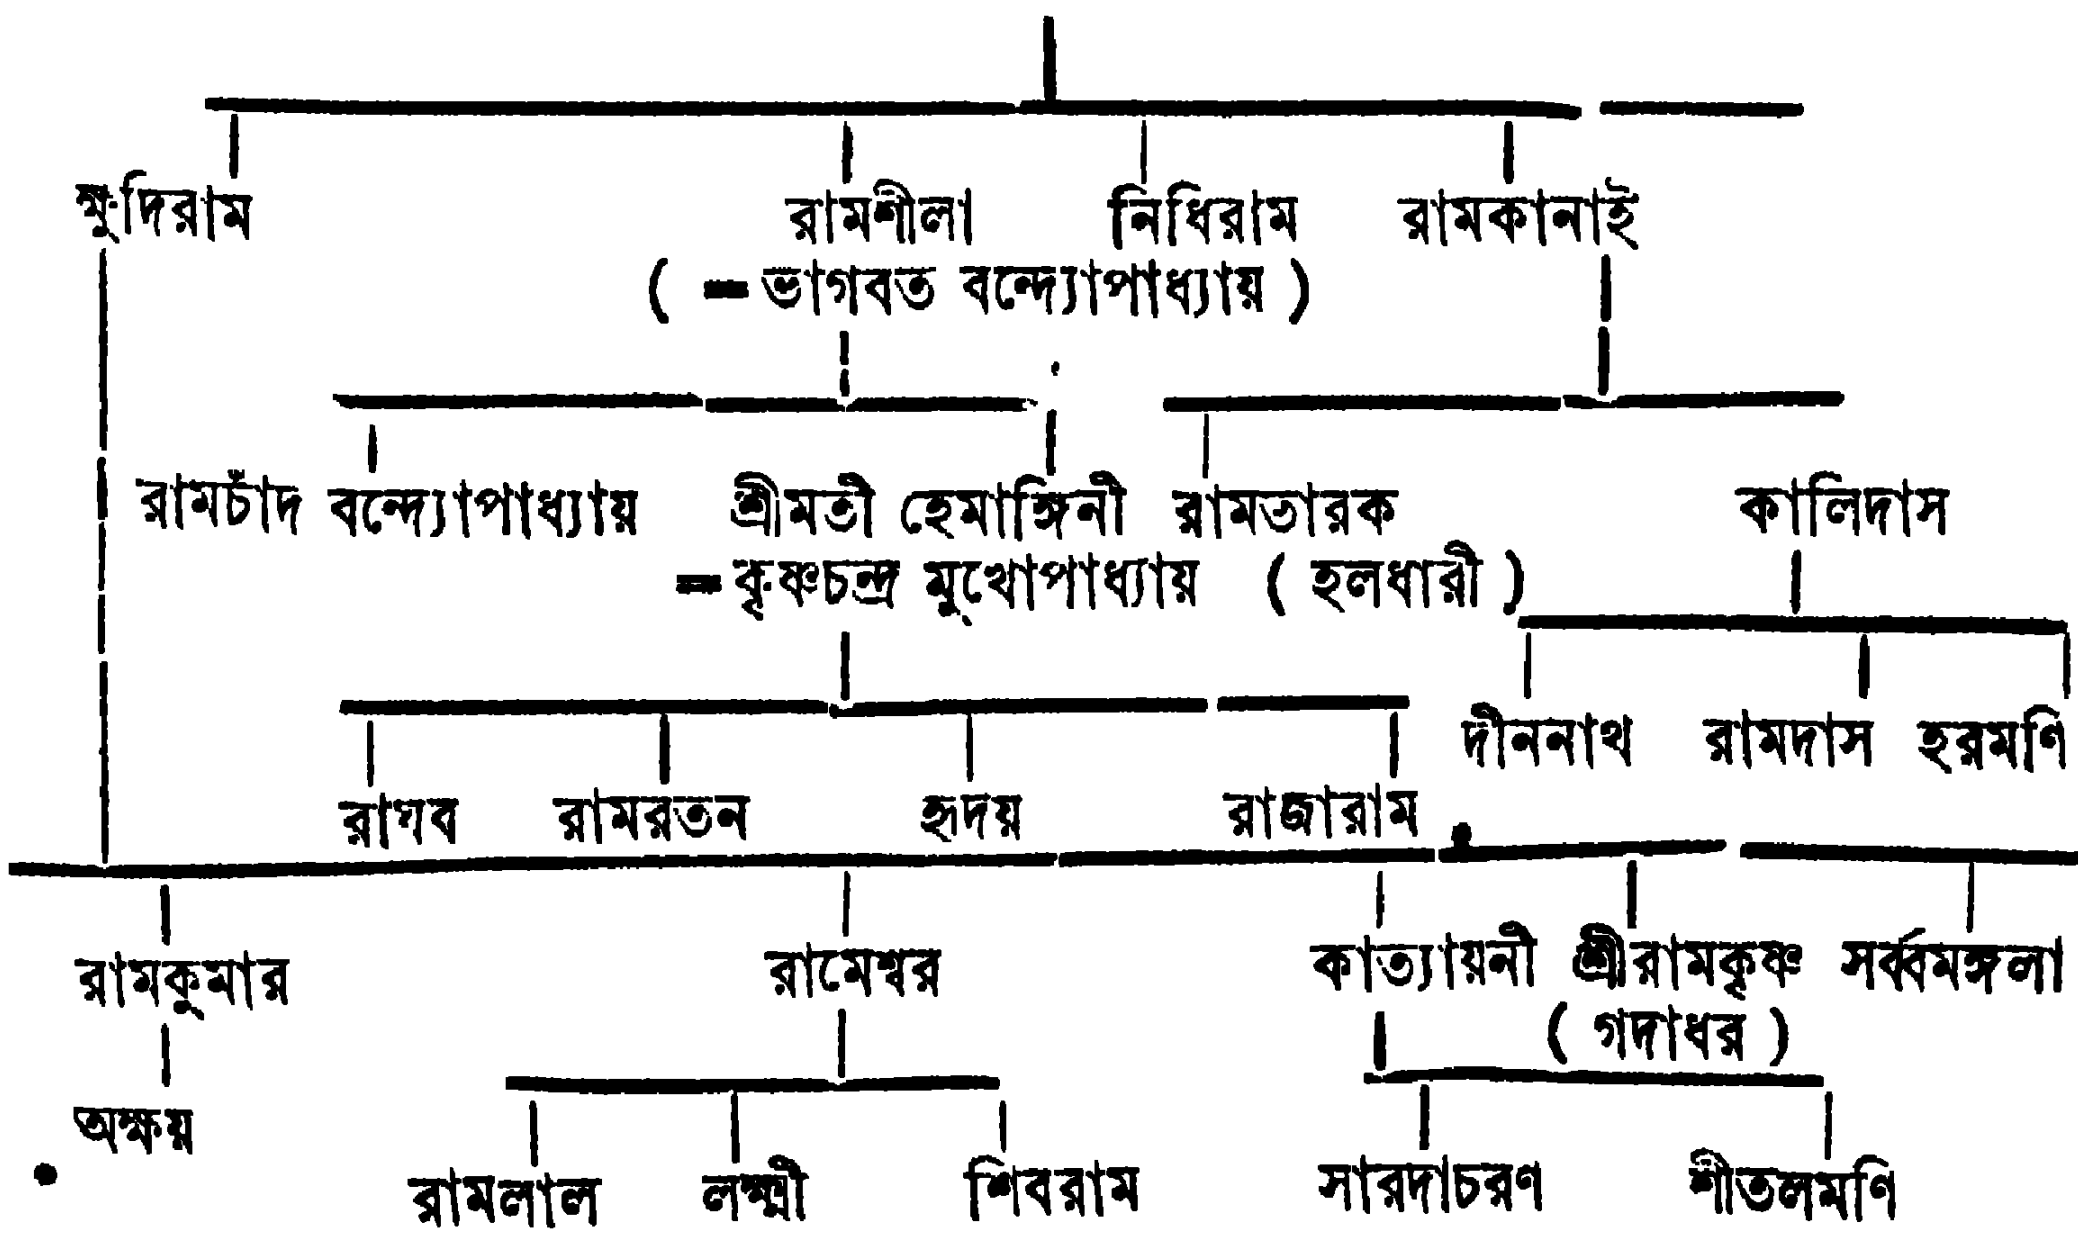 ক্ষুদিরাম রামশীলা নিধিরাম রামকানাই
( = ভাগবত বন্দ্যোপাধ্যায় )
রামচাঁদ বন্দ্যোপাধ্যায় শ্রীমতী হেমাঙ্গিনী রামতারক কালিদাস
= কৃষ্ণচন্দ্র মুখোপাধ্যায় ( হলধারী )
দীননাথ রামদাস হরমণি
রাঘব রামরতন হৃদয় রাজারাম
রামকুমার রামেশ্বর কাত্যায়নী শ্রীরামকৃষ্ণ সর্ব্বমঙ্গলা
( গদাধর )
অক্ষয়
রামলাল লক্ষ্মী শিবরাম সারদাচরণ শীতলমণি